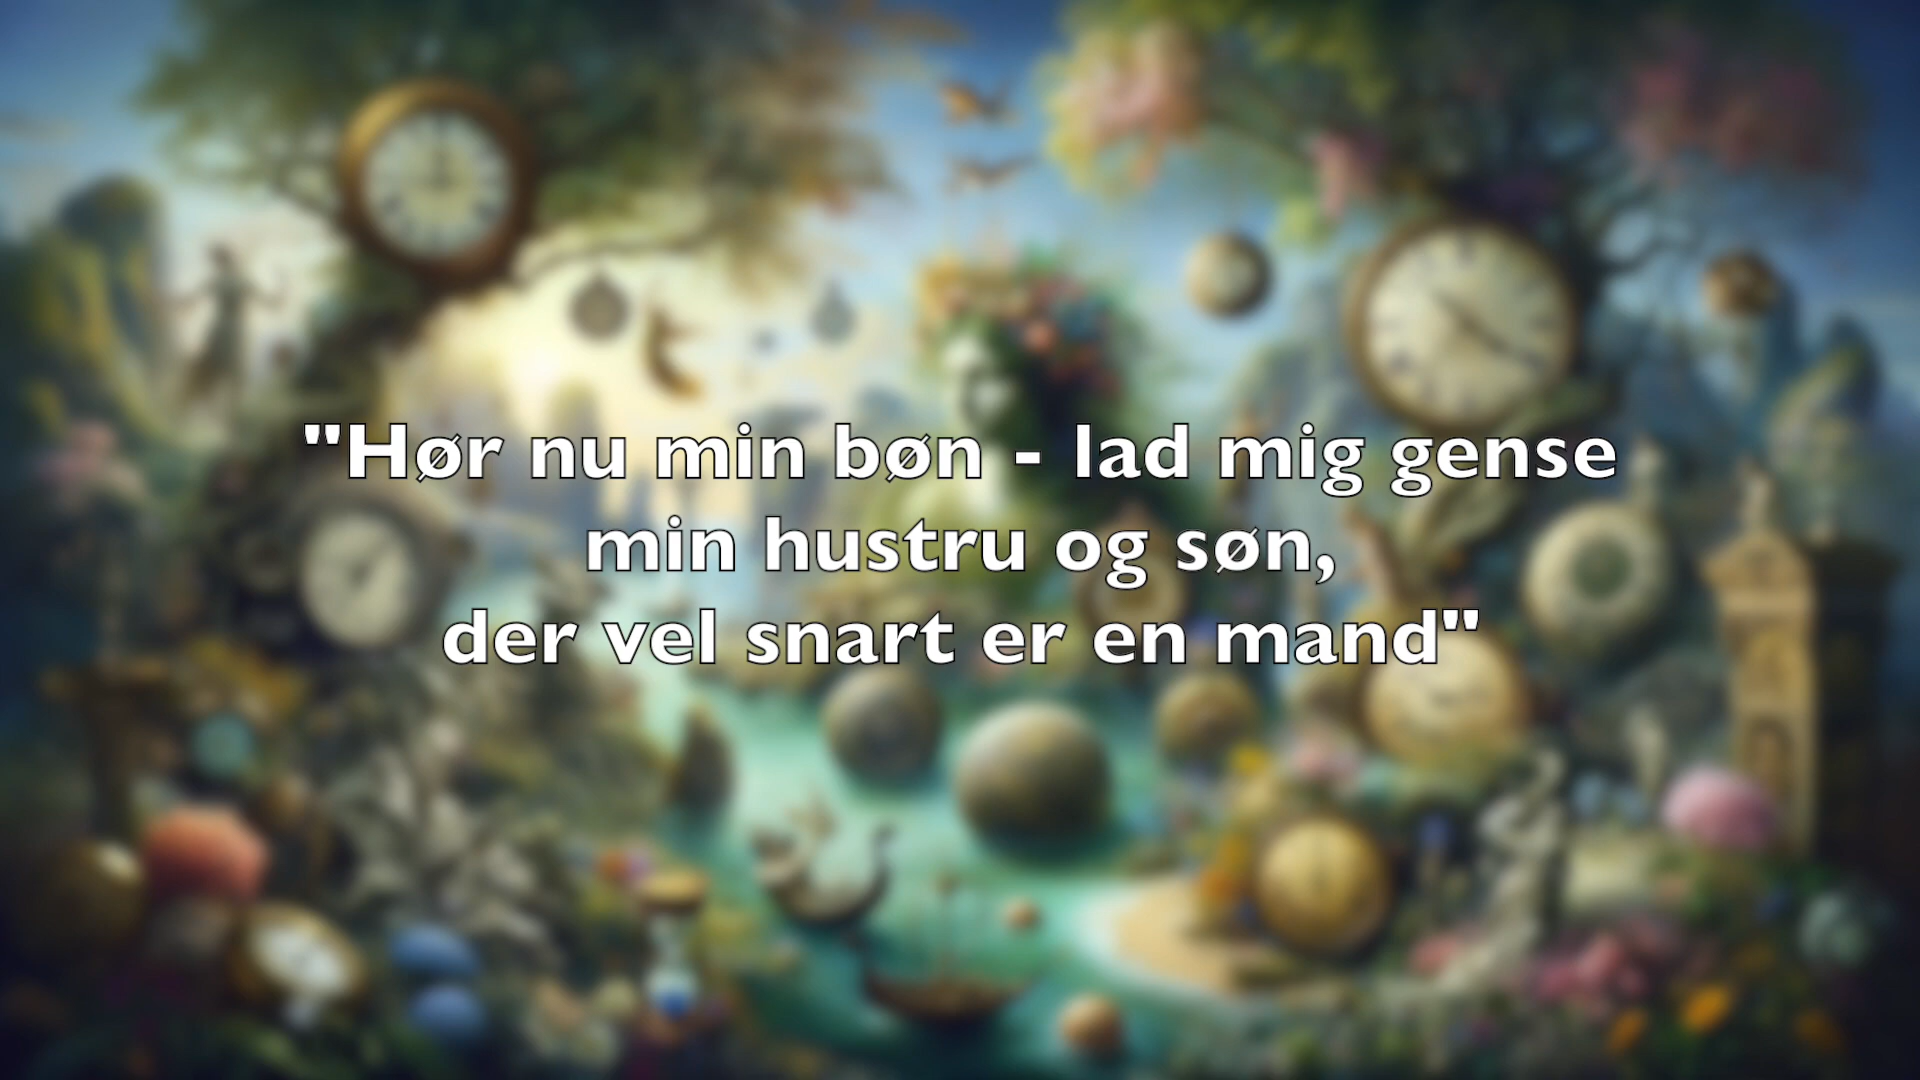 "Hør nu min bøn - lad mig gense
min hustru og søn,
der vel snart er en mand"